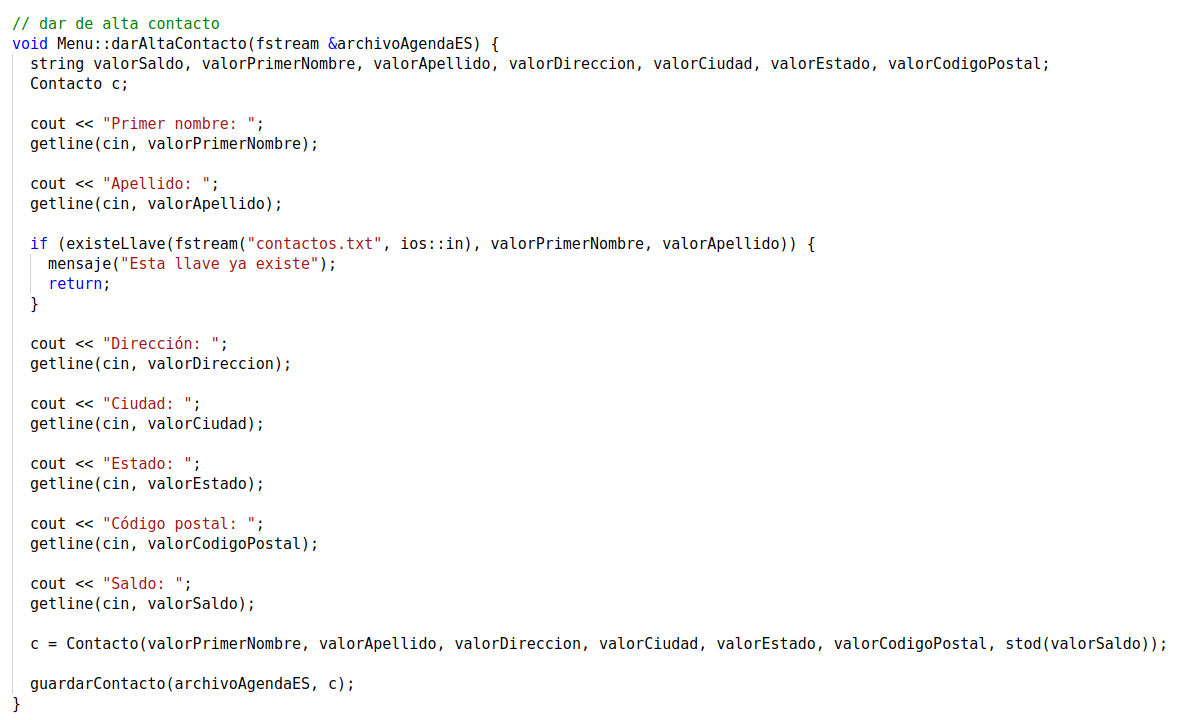 // dar de alta contacto
void Menu::darAltaContacto(fstream &archivoAgendaES) {
  string valorSaldo, valorPrimerNombre, valorApellido, valorDireccion, valorCiudad, valorEstado, valorCodigoPostal;
  Contacto c;

  cout << "Primer nombre: ";
  getline(cin, valorPrimerNombre);

  cout << "Apellido: ";
  getline(cin, valorApellido);

  if (existeLlave(fstream("contactos.txt", ios::in), valorPrimerNombre, valorApellido)) {
    mensaje("Esta llave ya existe");
    return;
  }

  cout << "Dirección: ";
  getline(cin, valorDireccion);

  cout << "Ciudad: ";
  getline(cin, valorCiudad);

  cout << "Estado: ";
  getline(cin, valorEstado);

  cout << "Código postal: ";
  getline(cin, valorCodigoPostal);

  cout << "Saldo: ";
  getline(cin, valorSaldo);

  c = Contacto(valorPrimerNombre, valorApellido, valorDireccion, valorCiudad, valorEstado, valorCodigoPostal, stod(valorSaldo));

  guardarContacto(archivoAgendaES, c);
}